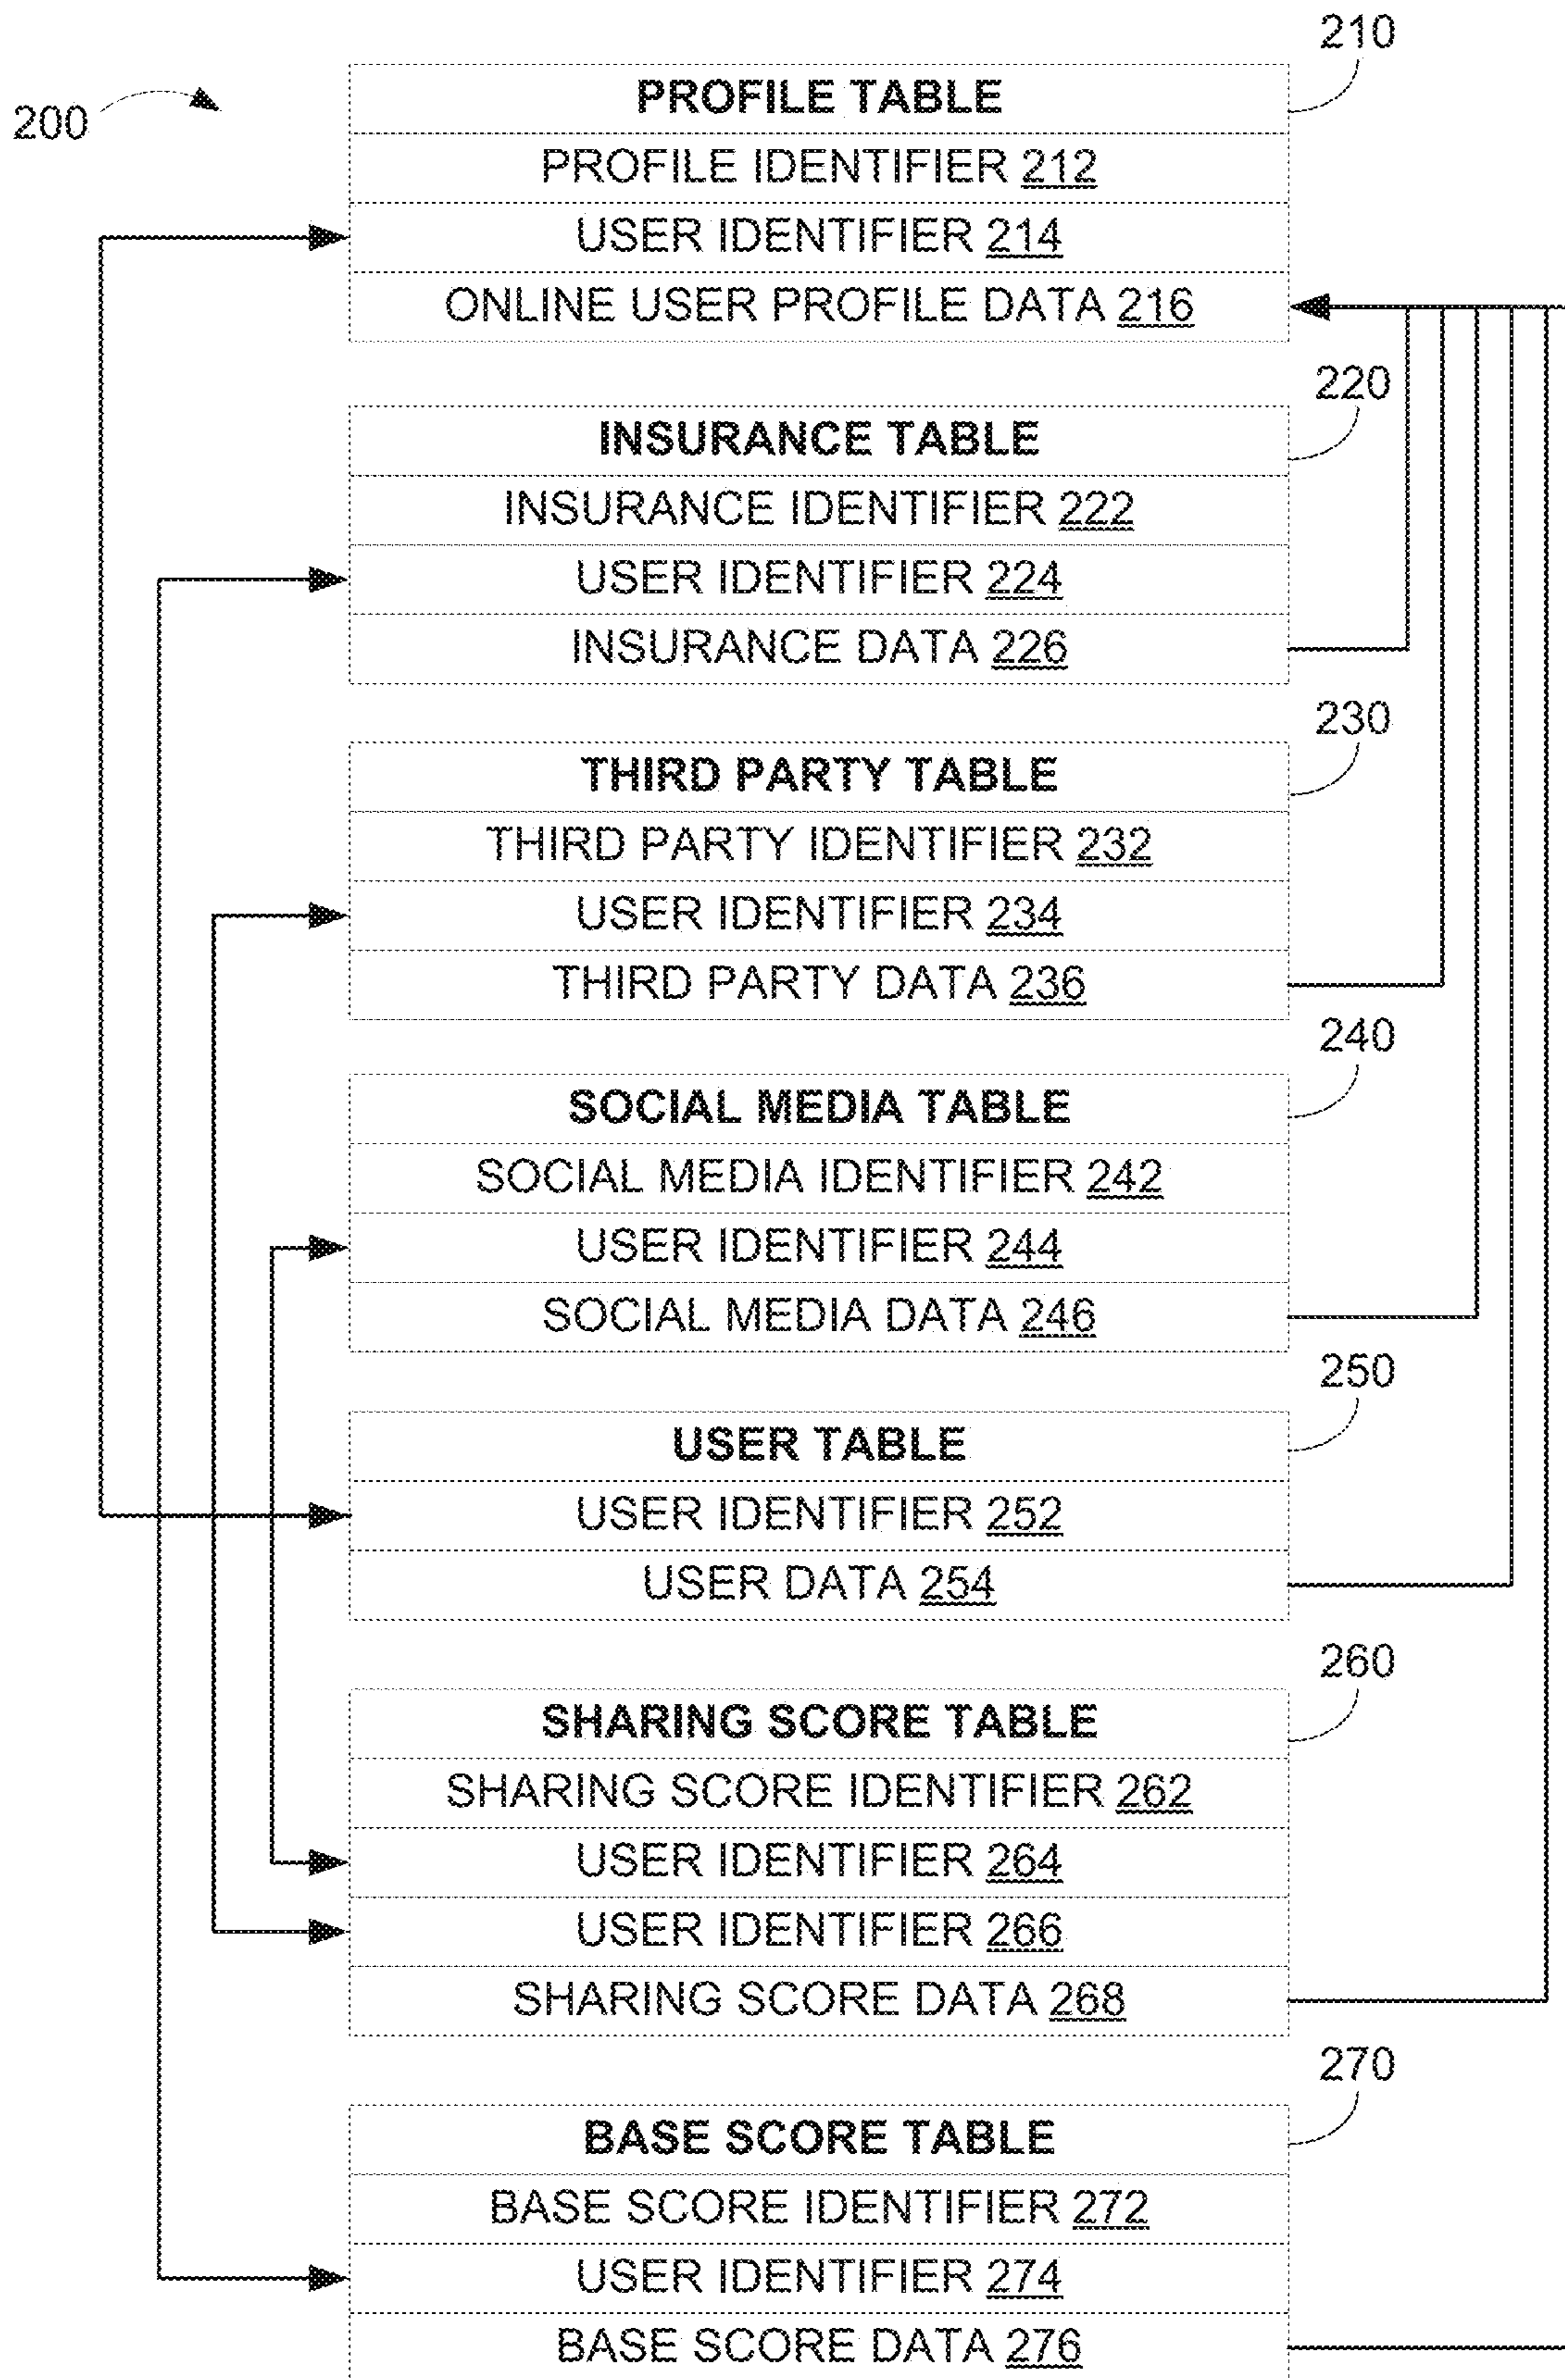 210
200
PROFILE TABLE
PROFILE IDENTIFIER 212
USER IDENTIFIER 214
ONLINE USER PROFILE DATA 216
220
INSURANCE TABLE
INSURANCE IDENTIFIER 222
USER IDENTIFIER 224
INSURANCE DATA 226
230
THIRD PARTY TABLE
THIRD PARTY IDENTIFIER 232
USER IDENTIFIER 234
THIRD PARTY DATA 236
240
SOCIAL MEDIA TABLE
SOCIAL MEDIA IDENTIFIER 242
USER IDENTIFIER 244
SOCIAL MEDIA DATA 246
250
USER TABLE
USER IDENTIFIER 252
USER DATA 254
260
SHARING SCORE TABLE
SHARING SCORE IDENTIFIER 262
USER IDENTIFIER 264
USER IDENTIFIER 266
SHARING SCORE DATA 268
270
BASE SCORE TABLE
BASE SCORE IDENTIFIER 272
USER IDENTIFIER 274
BASE SCORE DATA 276